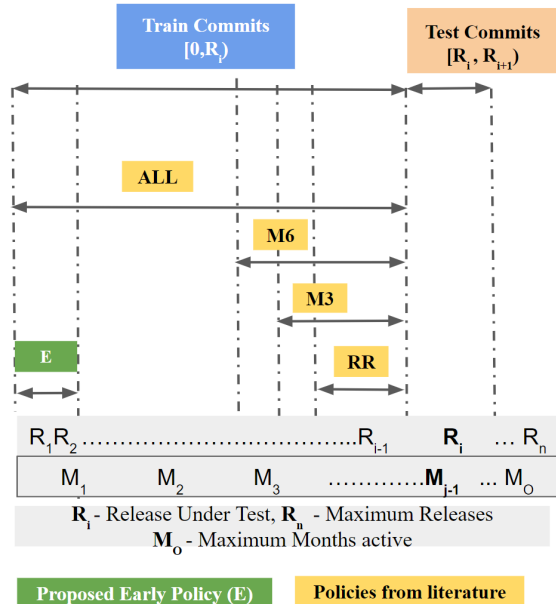 Train Commits
[0,Ri)
Test Commits
[Ri , Ri+1)
ALL
M6
M3
E
RR
R1R2 ……………………..………...Ri-1 Ri ... Rn
M1 M2 M3 ………….Mj-1 ... MO
Ri - Release Under Test, Rn - Maximum Releases
MO - Maximum Months active
Proposed Early Policy (E)
Policies from literature